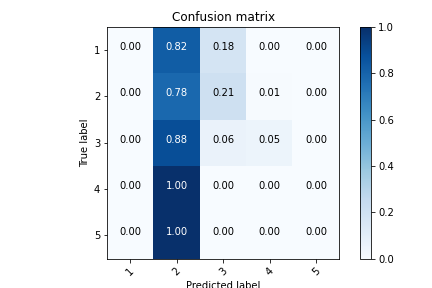 Confusion matrix
1 0.00 0.82 0.18 0.00 0.00
2 0.00 0.78 0.21 0.01 0.00
3 0.00 0.88 0.06 0.05 0.00
4 0.00 1.00 0.00 0.00 0.00
5 0.00 1.00 0.00 0.00 0.00
1 2 3 4 5
True label
Predicted label
1.0
0.8
0.6
0.4
0.2
0.0